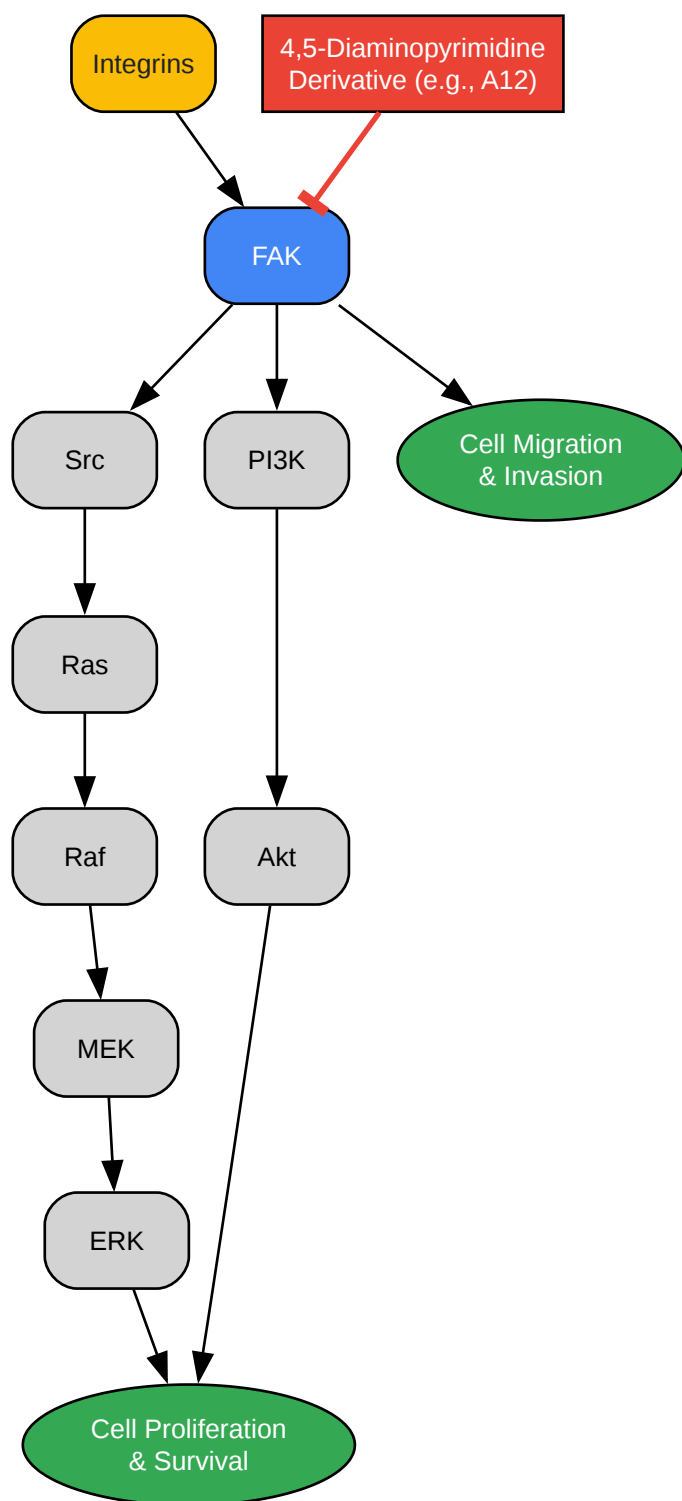 Integrins
4,5-Diaminopyrimidine
Derivative (e.g., A12)
FAK
Src
PI3K
Cell Migration
& Invasion
Ras
Raf
Akt
MEK
ERK
Cell Proliferation
& Survival